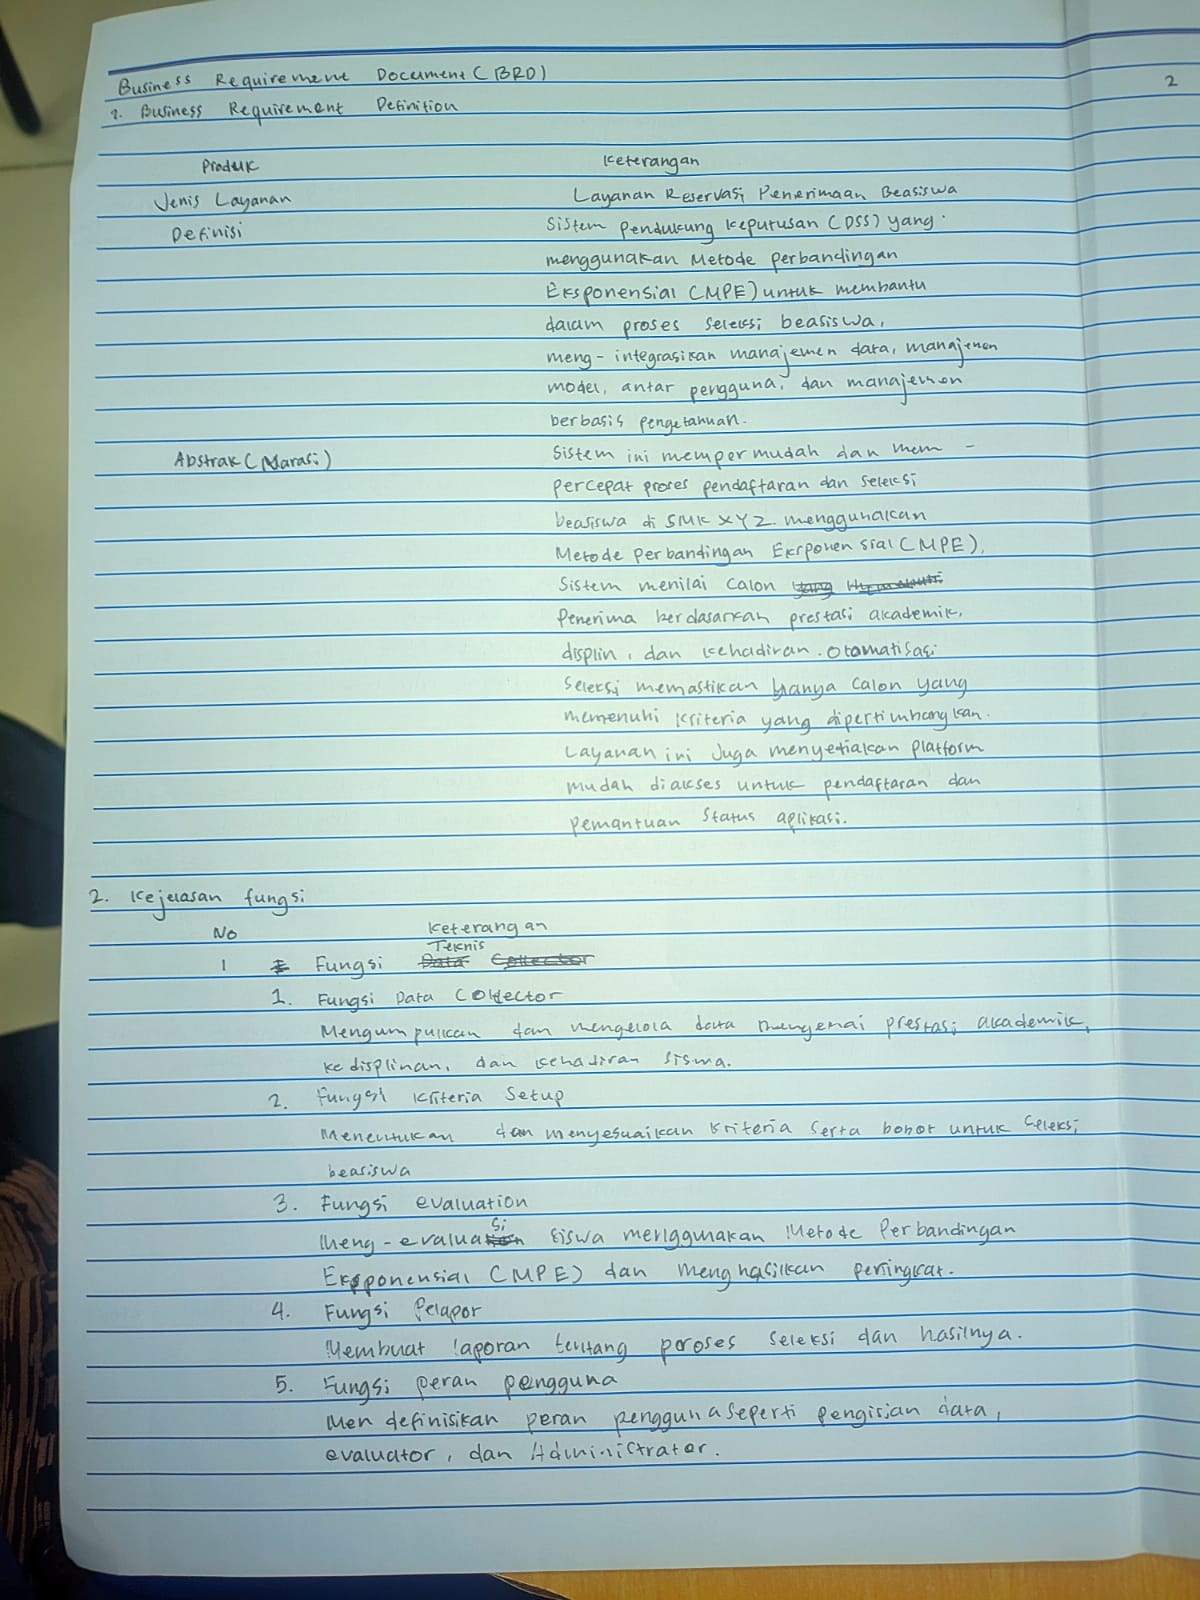 Business Requirement Document (BRD)
2
1. Business Requirement Definition
Produk Keterangan
Jenis Layanan Layanan Reservasi Penerimaan Beasiswa
Definisi Sistem Pendukung Keputusan (DSS) yang
menggunakan Metode perbandingan
Eksponensial (MPE) untuk membantu
dalam proses seleksi beasiswa,
meng-integrasikan manajemen data, manajemen
model, antar pengguna, dan manajemen
berbasis pengetahuan.
Abstrak (Narasi) Sistem ini mempermudah dan mem-
percepat proses pendaftaran dan seleksi
beasiswa di SMK XYZ. menggunakan
Metode Perbandingan Eksponensial (MPE),
Sistem menilai calon
Penerima berdasarkan prestasi akademik,
displin, dan kehadiran. Otomatisasi
Seleksi memastikan hanya calon yang
memenuhi kriteria yang dipertimbangkan.
Layanan ini Juga menyediakan platform
mudah diakses untuk pendaftaran dan
pemantuan Status aplikasi.
2. Kejelasan fungsi
No Keterangan
1 Fungsi Teknis
1. Fungsi Data Collector
Mengumpulkan dan mengelola data mengenai prestasi akademik,
kedisplinan, dan kehadiran siswa.
2. Fungsi Kriteria Setup
Menentukan dan menyesuaikan kriteria serta bobot untuk seleksi
beasiswa
3. Fungsi evaluation
Meng-evaluasi siswa menggunakan Metode Perbandingan
Eksponensial (MPE) dan menghasilkan peringkat.
4. Fungsi Pelapor
Membuat laporan tentang poroses seleksi dan hasilnya.
5. Fungsi peran pengguna
Mendefinisikan peran pengguna seperti pengisian data,
evaluator, dan Administrator.